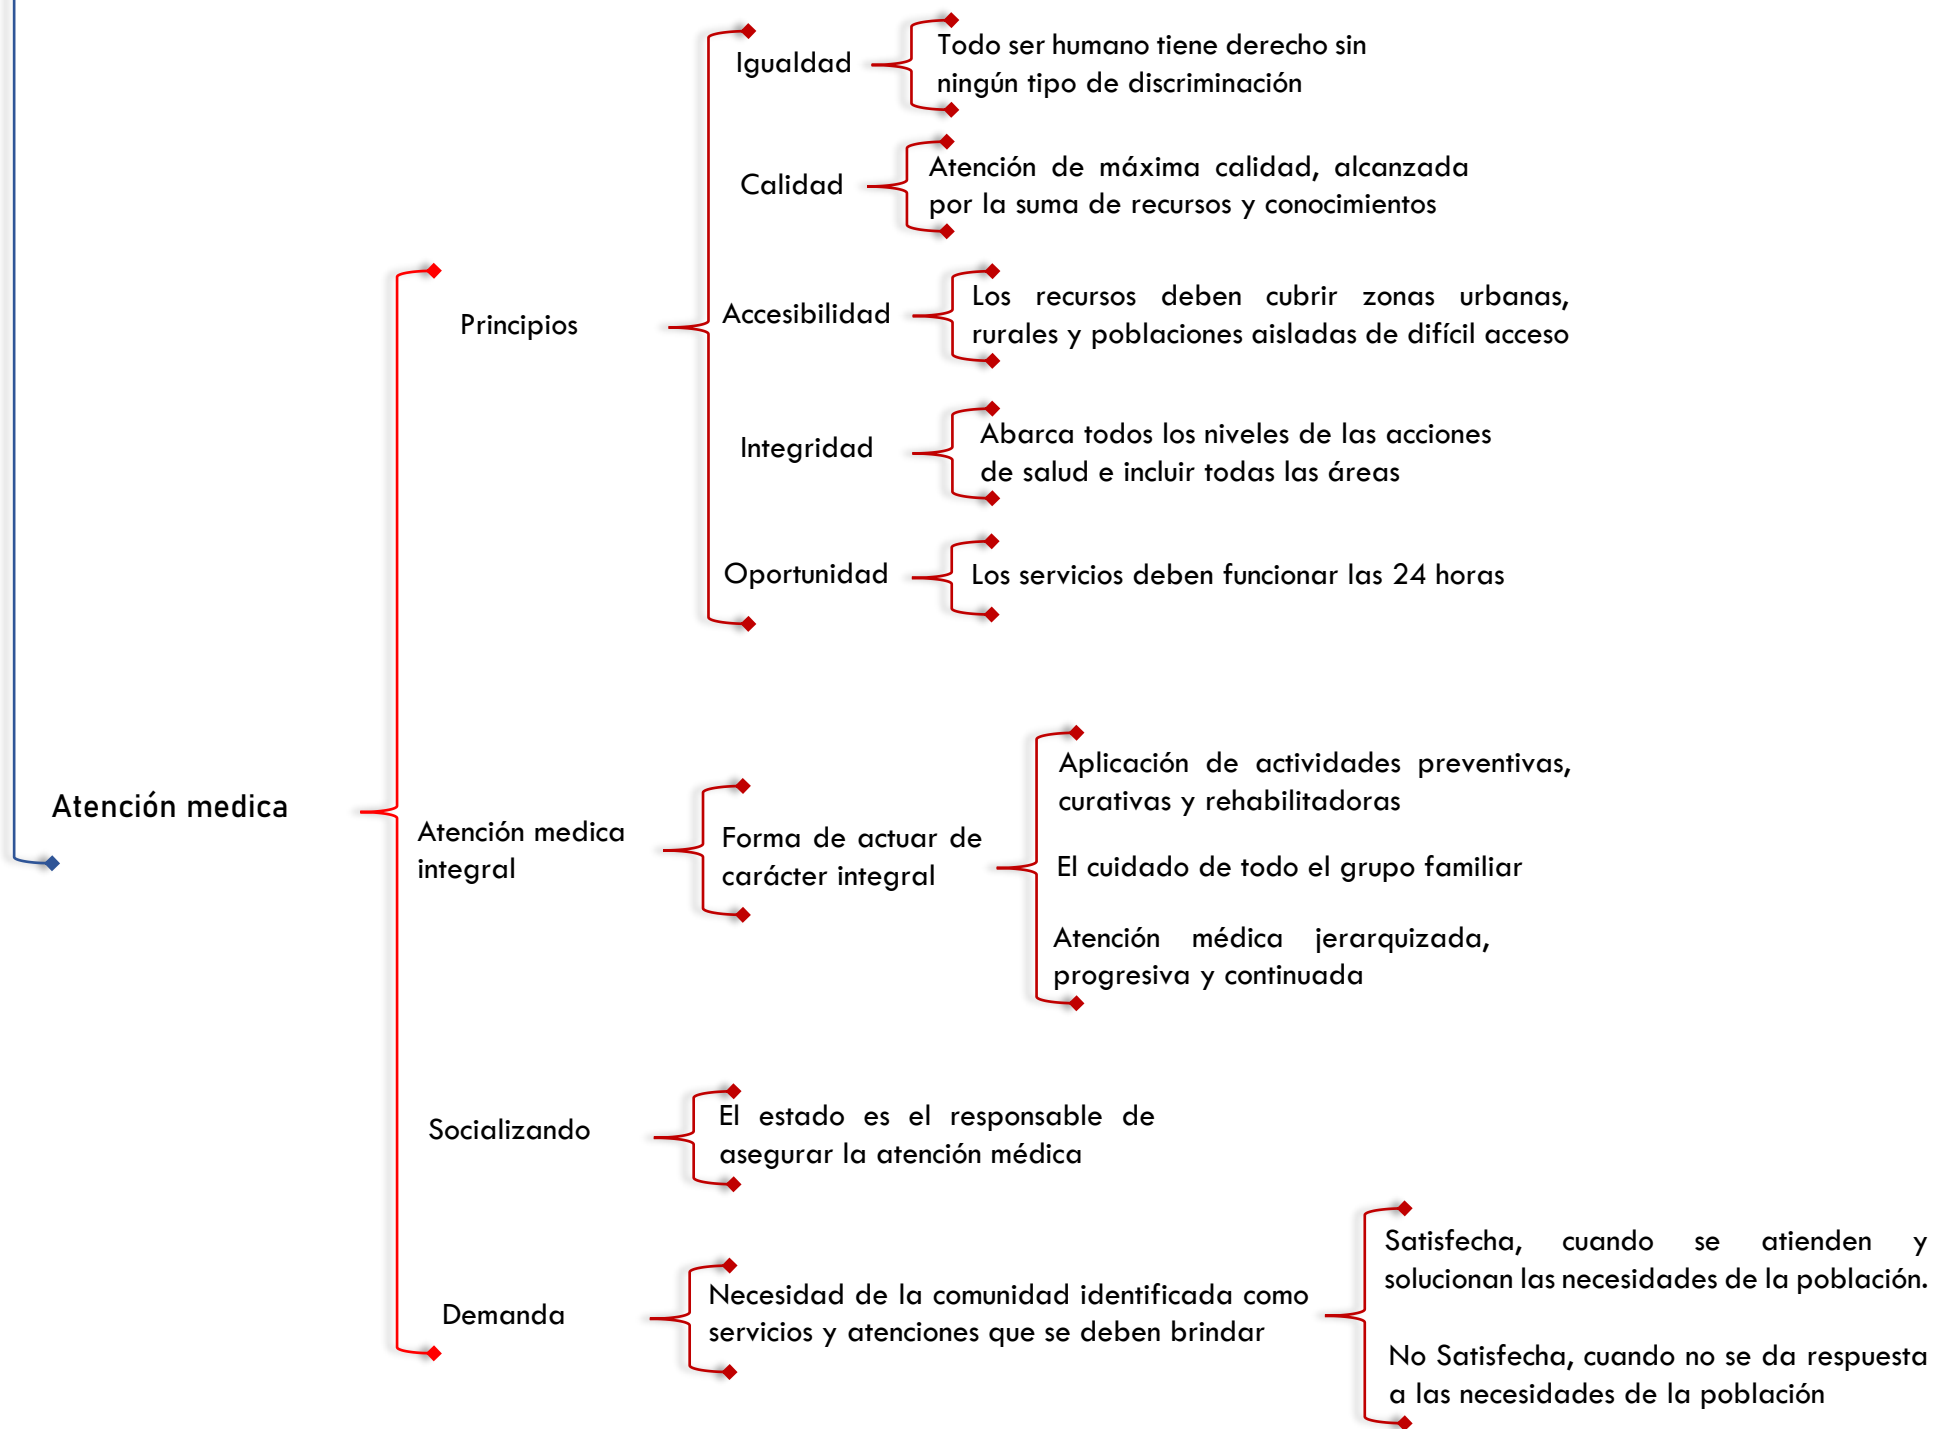 Igualdad
Todo ser humano tiene derecho sin
ningún tipo de discriminación
Calidad
Atención de máxima calidad, alcanzada
por la suma de recursos y conocimientos
Principios
Accesibilidad
Los recursos deben cubrir zonas urbanas,
rurales y poblaciones aisladas de difícil acceso
Integridad
Abarca todos los niveles de las acciones
de salud e incluir todas las áreas
Oportunidad
Los servicios deben funcionar las 24 horas
Atención medica
Atención medica
integral
Forma de actuar de
carácter integral
Aplicación de actividades preventivas,
curativas y rehabilitadoras
El cuidado de todo el grupo familiar
Atención médica jerarquizada,
progresiva y continuada
Socializando
El estado es el responsable de
asegurar la atención médica
Demanda
Necesidad de la comunidad identificada como
servicios y atenciones que se deben brindar
Satisfecha, cuando se atienden y
solucionan las necesidades de la población.
No Satisfecha, cuando no se da respuesta
a las necesidades de la población